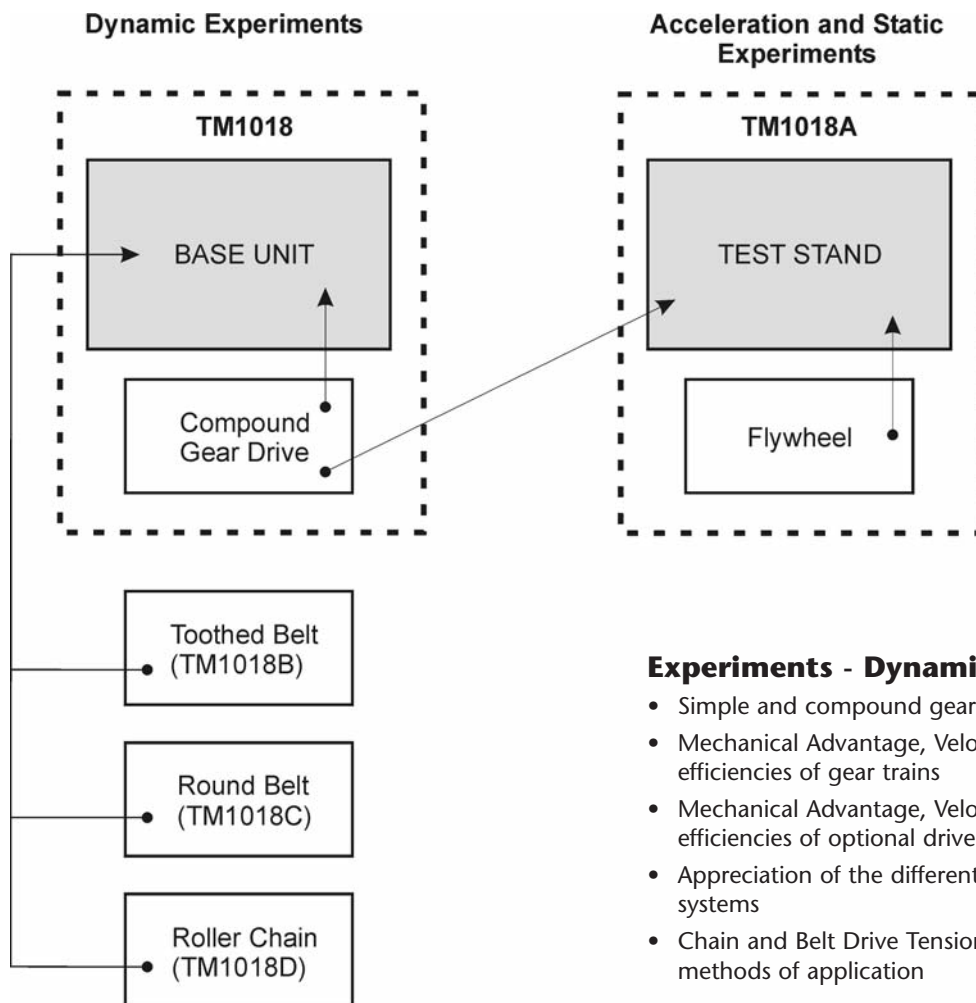 Dynamic Experiments
Acceleration and Static
Experiments
TM1018
BASE UNIT
Compound
Gear Drive
TM1018A
TEST STAND
Flywheel
Toothed Belt
(TM1018B)
Round Belt
(TM1018C)
Roller Chain
(TM1018D)
Experiments - Dynami
• Simple and compound gear
• Mechanical Advantage, Velo
efficiencies of gear trains
• Mechanical Advantage, Velo
efficiencies of optional drive
• Appreciation of the different
systems
• Chain and Belt Drive Tension
methods of application